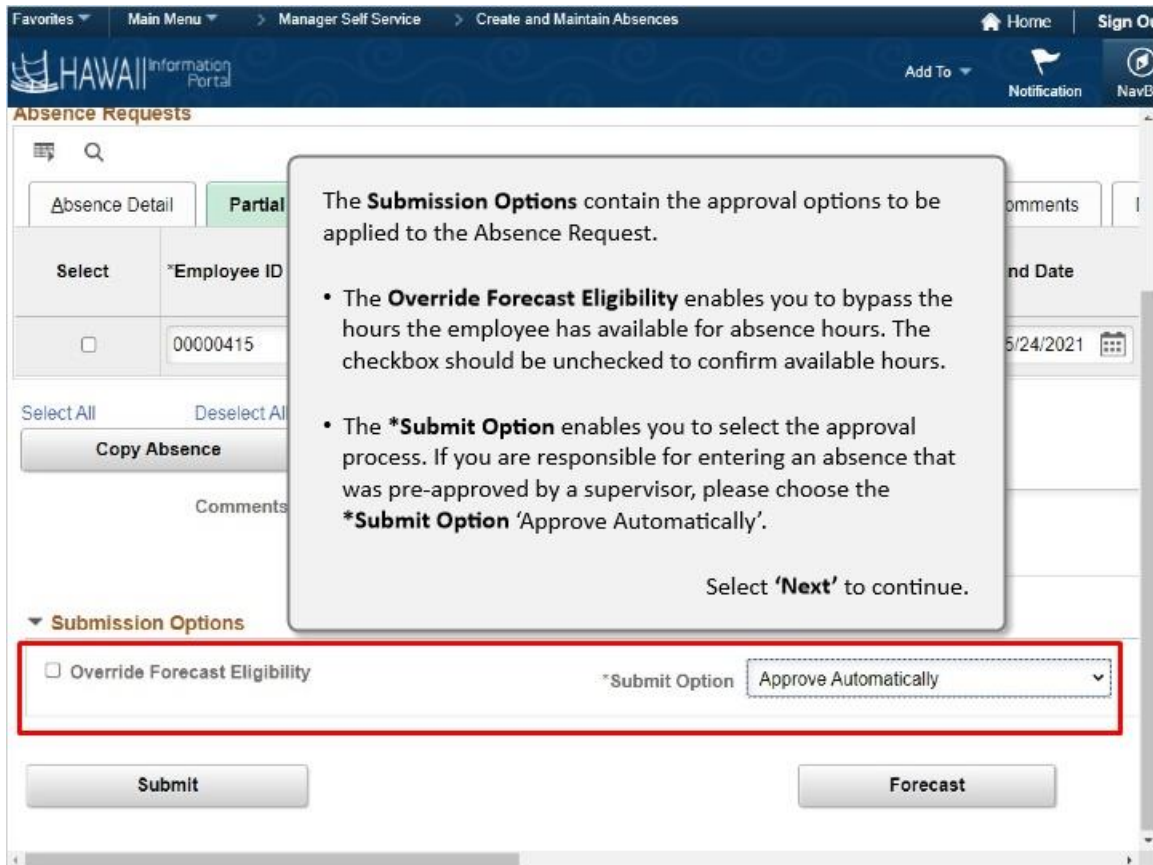 Favorites Main Menu > Manager Self Service > Create and Maintain Absences Home Sign Ou
HAWAII Information Portal
Add To
Notification NavB
Absence Requests
Absence Detail Partial omments
Select *Employee ID nd Date
00000415 5/24/2021
Select All Deselect Al
Copy Absence
Comments
The Submission Options contain the approval options to be
applied to the Absence Request.
• The Override Forecast Eligibility enables you to bypass the
hours the employee has available for absence hours. The
checkbox should be unchecked to confirm available hours.
• The *Submit Option enables you to select the approval
process. If you are responsible for entering an absence that
was pre-approved by a supervisor, please choose the
*Submit Option ‘Approve Automatically’.
Select ‘Next’ to continue.
Submission Options
Override Forecast Eligibility *Submit Option Approve Automatically
Submit Forecast